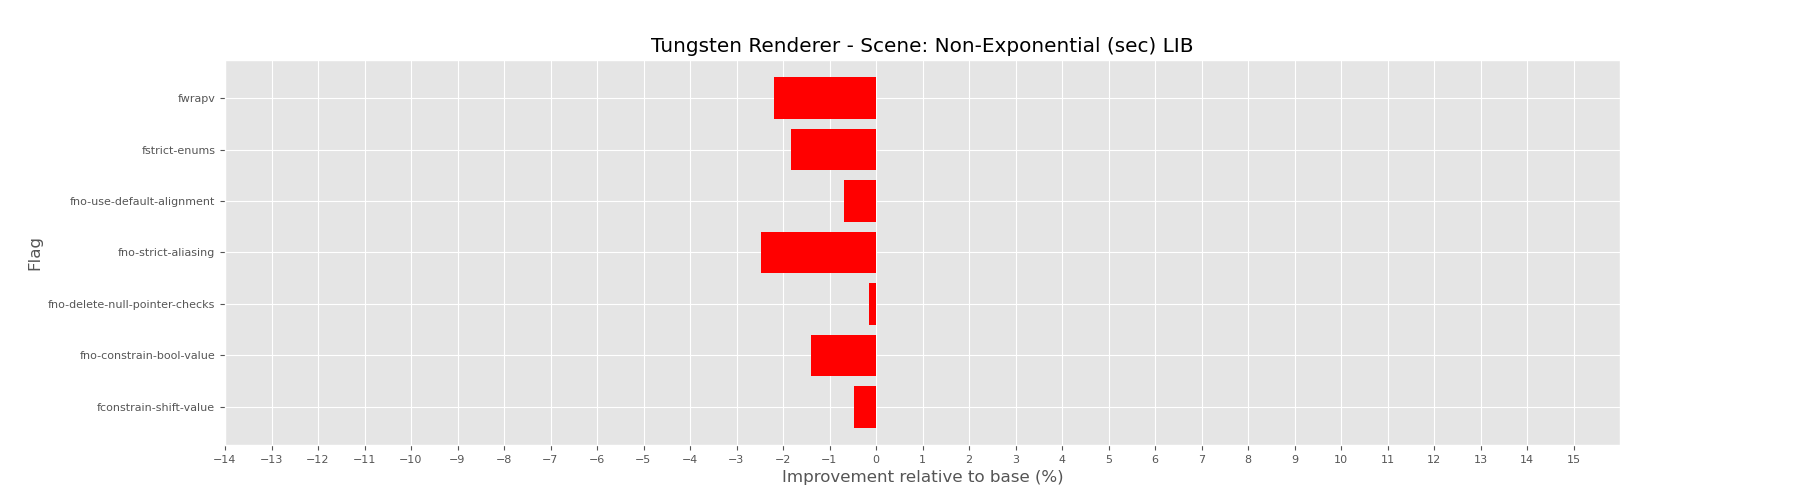 Tungsten Renderer - Scene: Non-Exponential (sec) LIB
Flag
fwrapv
fstrict-enums
fno-use-default-alignment
fno-strict-aliasing
fno-delete-null-pointer-checks
fno-constrain-bool-value
fconstrain-shift-value
−14 −13 −12 −11 −10 −9 −8 −7 −6 −5 −4 −3 −2 −1 0 1 2 3 4 5 6 7 8 9 10 11 12 13 14 15
Improvement relative to base (%)